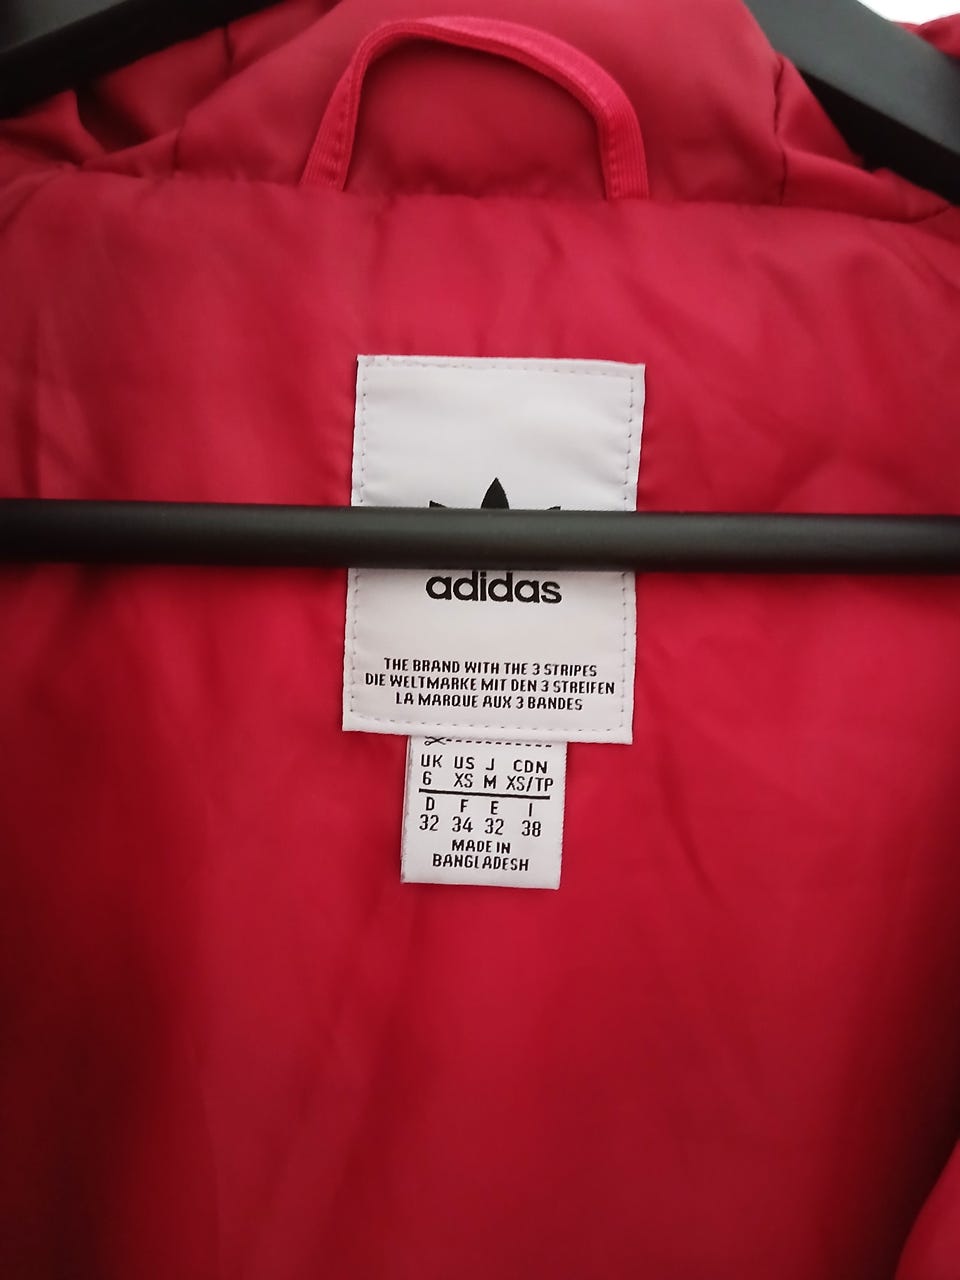 adidas
THE BRAND WITH THE 3 STRIPES
DIE WELTMARKE MIT DEN 3 STREIFEN
LA MARQUE AUX 3 BANDES
UK US J CDN
6 XS M XS/TP
D F E I
32 34 32 38
MADE IN
BANGLADESH